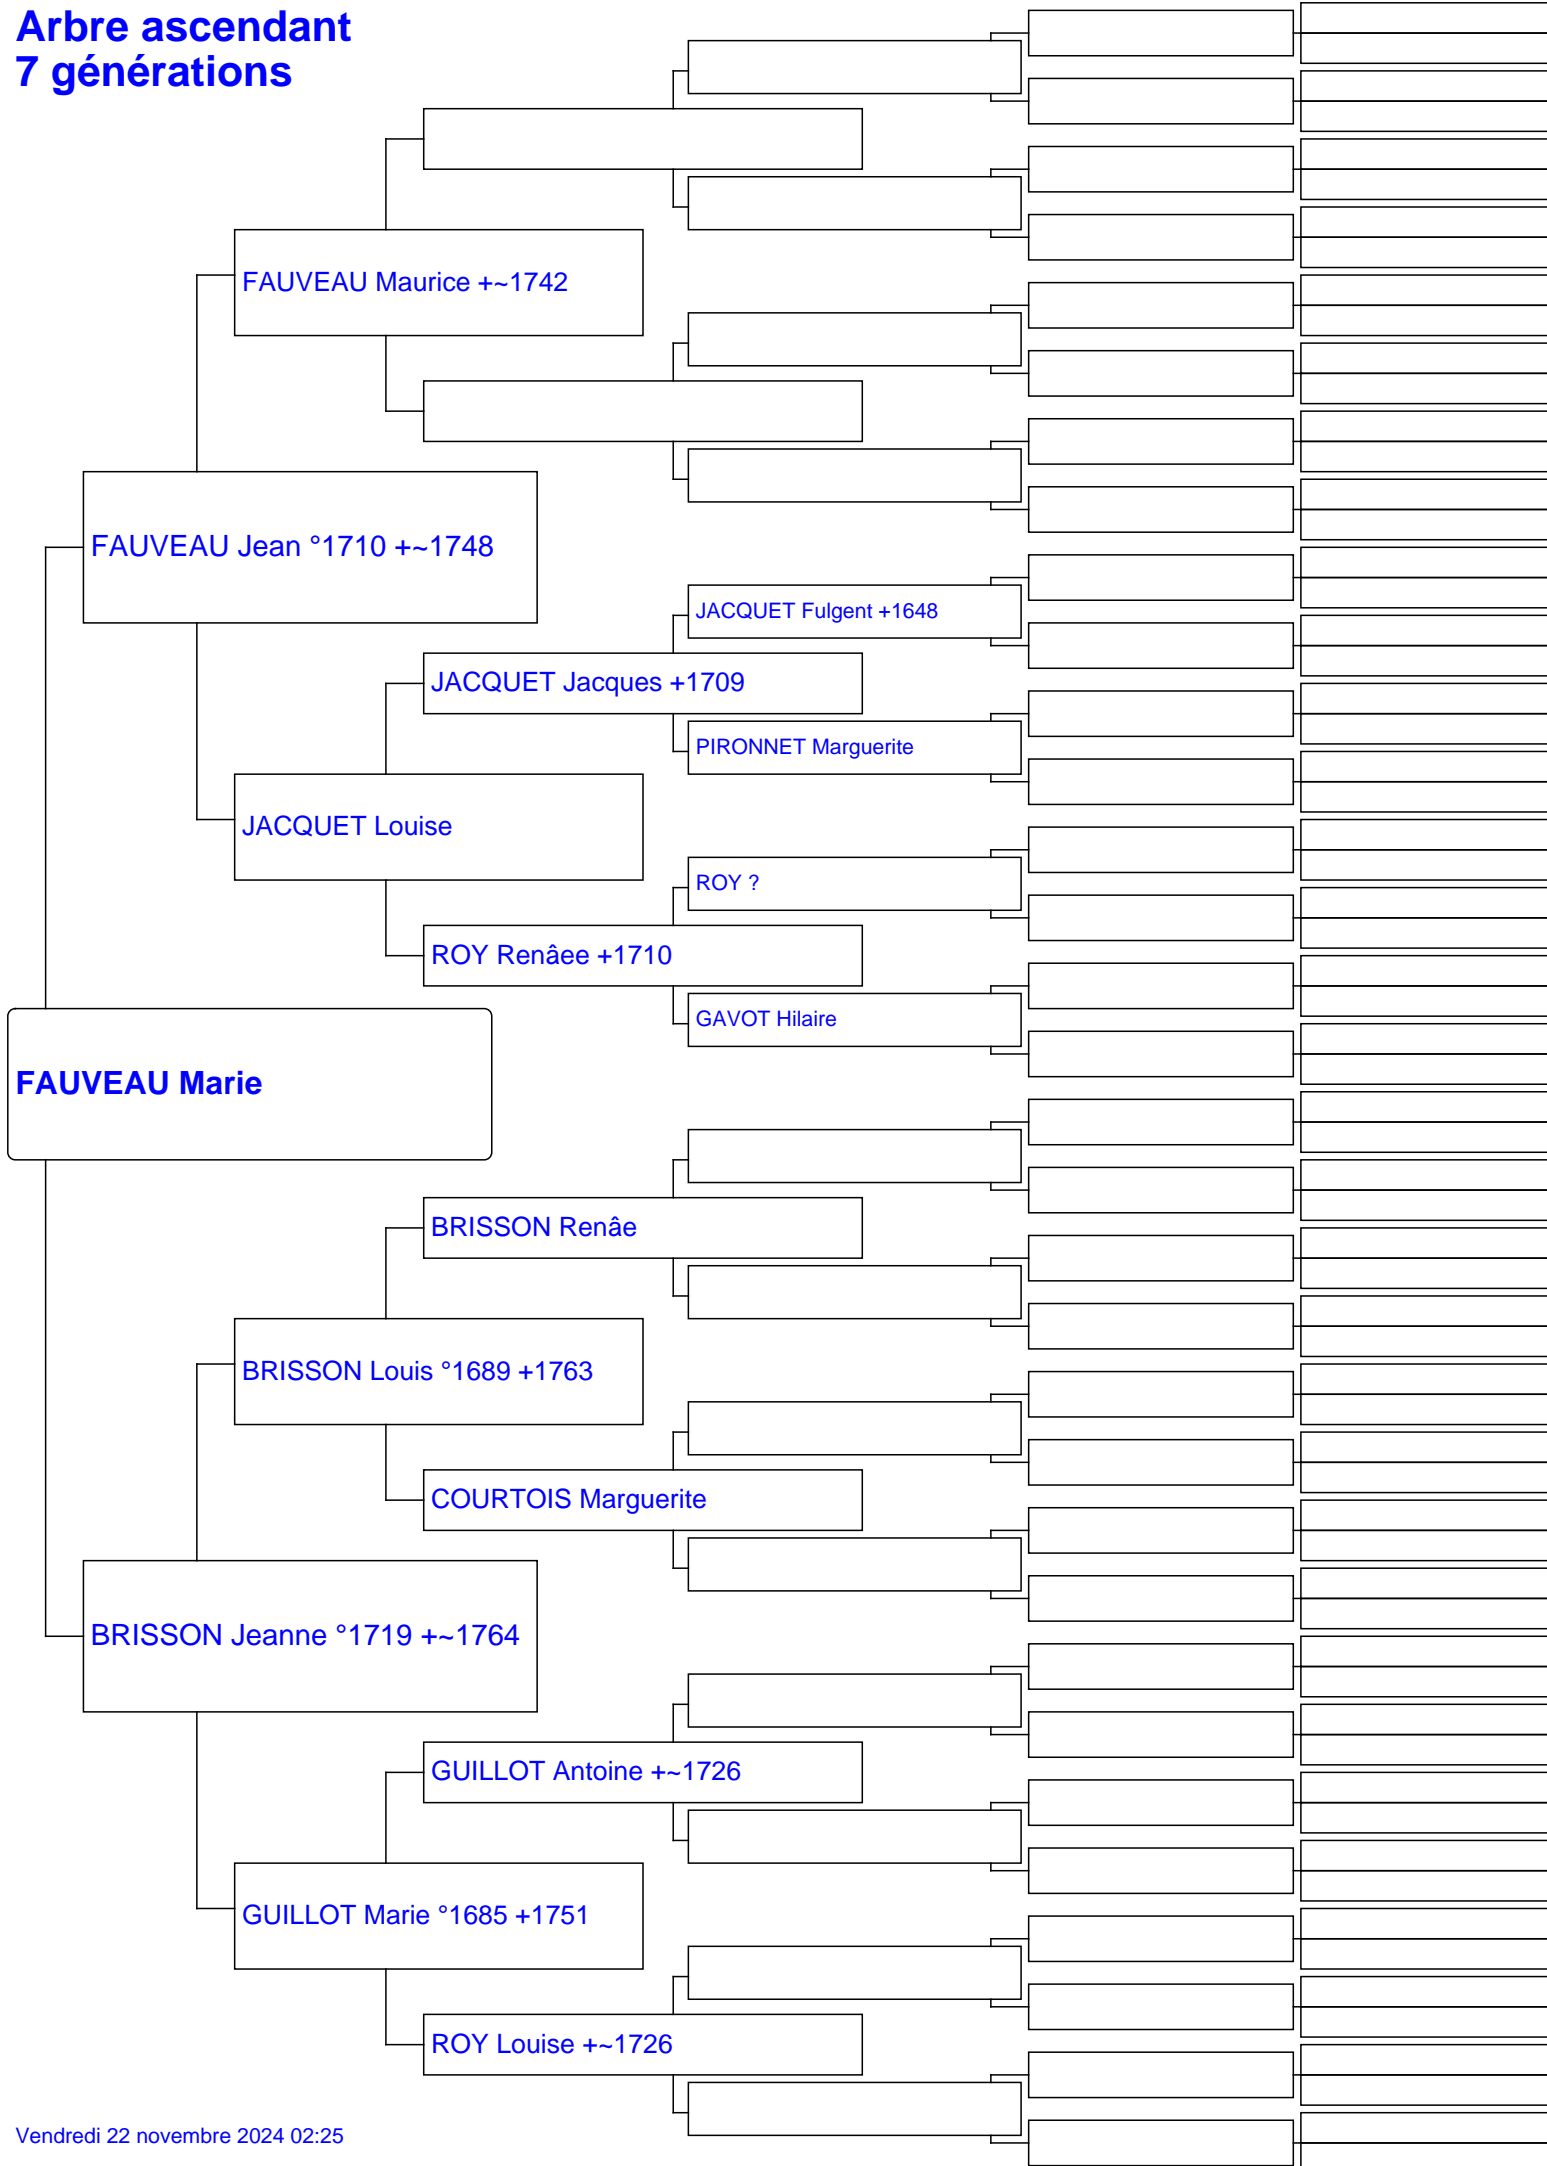 Arbre ascendant
7 générations
FAUVEAU Maurice +~1742
FAUVEAU Jean °1710 +~1748
JACQUET Fulgent +1648
JACQUET Jacques +1709
PIRONNET Marguerite
JACQUET Louise
ROY ?
ROY Renâee +1710
GAVOT Hilaire
FAUVEAU Marie
BRISSON Renâe
BRISSON Louis °1689 +1763
COURTOIS Marguerite
BRISSON Jeanne °1719 +~1764
GUILLOT Antoine +~1726
GUILLOT Marie °1685 +1751
ROY Louise +~1726
Vendredi 22 novembre 2024 02:25